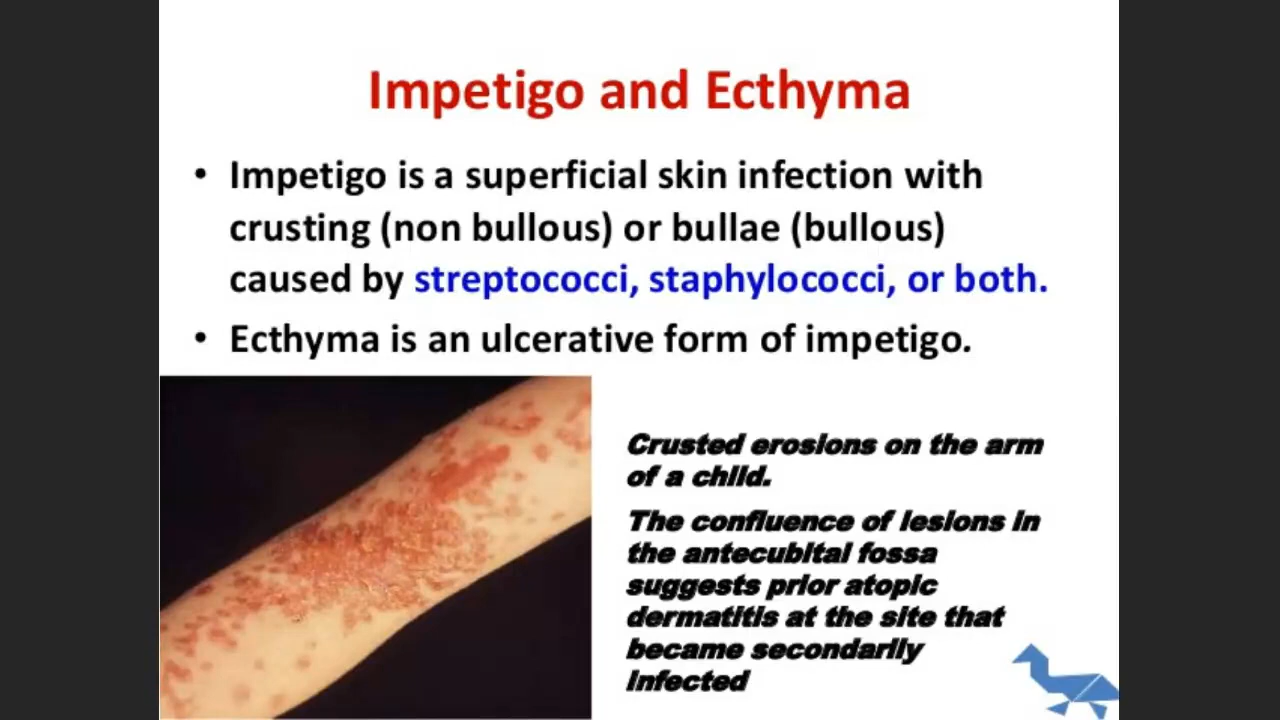 Impetigo and Ecthyma
• Impetigo is a superficial skin infection with
crusting (non bullous) or bullae (bullous)
caused by streptococci, staphylococci, or both.
• Ecthyma is an ulcerative form of impetigo.
Crusted erosions on the arm
of a child.
The confluence of lesions in
the antecubital fossa
suggests prior atopic
dermatitis at the site that
became secondarily
infected